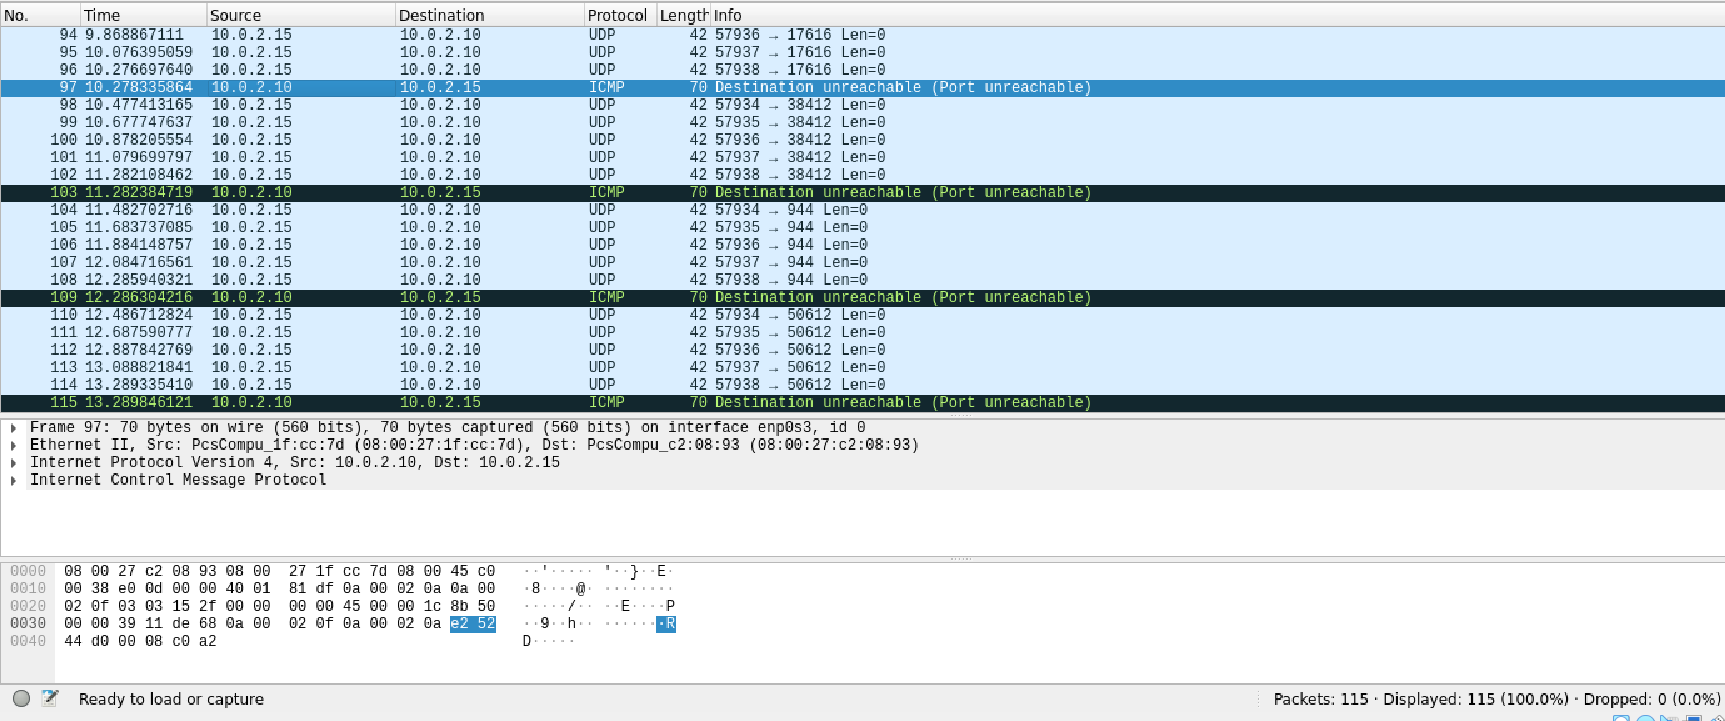 No. Time Source Destination Protocol Length Info
94 9.868867111 10.0.2.15 10.0.2.10 UDP 42 57936 → 17616 Len=0
95 10.076395059 10.0.2.15 10.0.2.10 UDP 42 57937 → 17616 Len=0
96 10.276697640 10.0.2.15 10.0.2.10 UDP 42 57938 → 17616 Len=0
97 10.278335864 10.0.2.10 10.0.2.15 ICMP 70 Destination unreachable (Port unreachable)
98 10.477413165 10.0.2.15 10.0.2.10 UDP 42 57934 → 38412 Len=0
99 10.677747637 10.0.2.15 10.0.2.10 UDP 42 57935 → 38412 Len=0
100 10.878205554 10.0.2.15 10.0.2.10 UDP 42 57936 → 38412 Len=0
101 11.079699797 10.0.2.15 10.0.2.10 UDP 42 57937 → 38412 Len=0
102 11.282108462 10.0.2.15 10.0.2.10 UDP 42 57938 → 38412 Len=0
103 11.282384719 10.0.2.10 10.0.2.15 ICMP 70 Destination unreachable (Port unreachable)
104 11.482702716 10.0.2.15 10.0.2.10 UDP 42 57934 → 944 Len=0
105 11.683737085 10.0.2.15 10.0.2.10 UDP 42 57935 → 944 Len=0
106 11.884148757 10.0.2.15 10.0.2.10 UDP 42 57936 → 944 Len=0
107 12.084716561 10.0.2.15 10.0.2.10 UDP 42 57937 → 944 Len=0
108 12.285940321 10.0.2.15 10.0.2.10 UDP 42 57938 → 944 Len=0
109 12.286304216 10.0.2.10 10.0.2.15 ICMP 70 Destination unreachable (Port unreachable)
110 12.486712824 10.0.2.15 10.0.2.10 UDP 42 57934 → 50612 Len=0
111 12.687590777 10.0.2.15 10.0.2.10 UDP 42 57935 → 50612 Len=0
112 12.887842769 10.0.2.15 10.0.2.10 UDP 42 57936 → 50612 Len=0
113 13.088821841 10.0.2.15 10.0.2.10 UDP 42 57937 → 50612 Len=0
114 13.289335410 10.0.2.15 10.0.2.10 UDP 42 57938 → 50612 Len=0
115 13.289846121 10.0.2.10 10.0.2.15 ICMP 70 Destination unreachable (Port unreachable)
Frame 97: 70 bytes on wire (560 bits), 70 bytes captured (560 bits) on interface enp0s3, id 0
Ethernet II, Src: PcsCompu_1f:cc:7d (08:00:27:1f:cc:7d), Dst: PcsCompu_c2:08:93 (08:00:27:c2:08:93)
Internet Protocol Version 4, Src: 10.0.2.10, Dst: 10.0.2.15
Internet Control Message Protocol
0000 08 00 27 c2 08 93 08 00 27 1f cc 7d 08 00 45 c0 ··'····· '··}··E·
0010 00 38 e0 0d 00 00 40 01 81 df 0a 00 02 0a 0a 00 ·8····@· ········
0020 02 0f 03 03 15 2f 00 00 00 00 45 00 00 1c 8b 50 ·····/·· ··E····P
0030 00 00 39 11 de 68 0a 00 02 0f 0a 00 02 0a e2 52 ··9··h·· ·······R
0040 44 d0 00 08 c0 a2 D·····
Ready to load or capture Packets: 115 · Displayed: 115 (100.0%) · Dropped: 0 (0.0%)